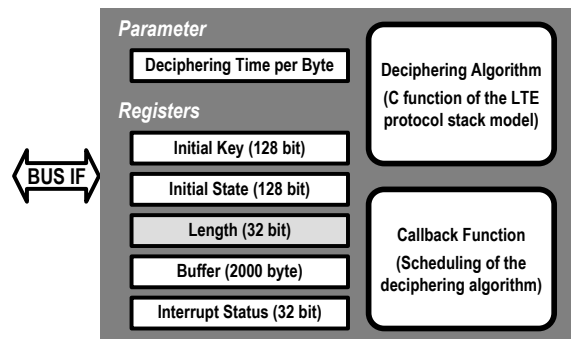 BUS IF
Parameter
Deciphering Time per Byte
Registers
Initial Key (128 bit)
Initial State (128 bit)
Length (32 bit)
Buffer (2000 byte)
Interrupt Status (32 bit)
Deciphering Algorithm
(C function of the LTE
protocol stack model)
Callback Function
(Scheduling of the
deciphering algorithm)